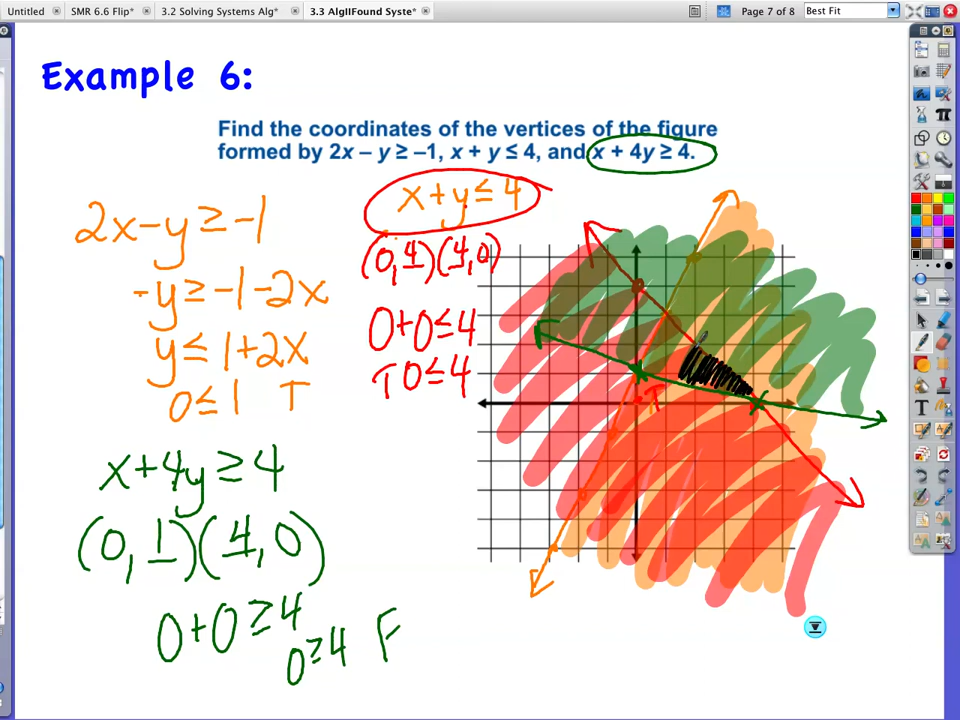 Untitled
SMR 6.6 Flip*
3.2 Solving Systems Alg*
3.3 AlgIIFound Syste*
Page 7 of 8
Best Fit
Example 6:
Find the coordinates of the vertices of the figure
formed by 2x – y ≥ –1, x + y ≤ 4, and x + 4y ≥ 4.
2x-y ≥ -1
-y ≥ -1-2x
y ≤ 1+2x
0 ≤ 1 T
x+y ≤ 4
(0,4)(4,0)
0+0 ≤ 4
T 0 ≤ 4
T
x+4y ≥ 4
(0,1)(4,0)
0+0 ≥ 4
0 ≥ 4 F